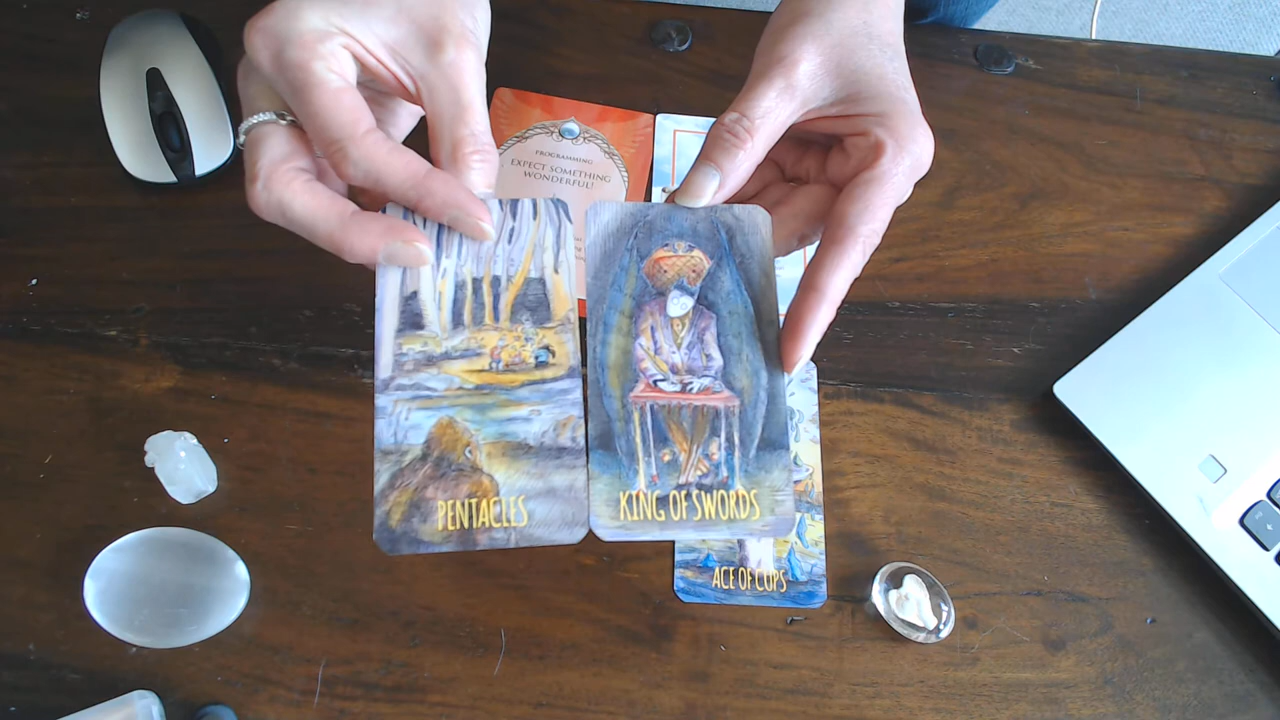 PROGRAMMING
EXPECT SOMETHING
WONDERFUL!
PENTACLES
KING OF SWORDS
ACE OF CUPS